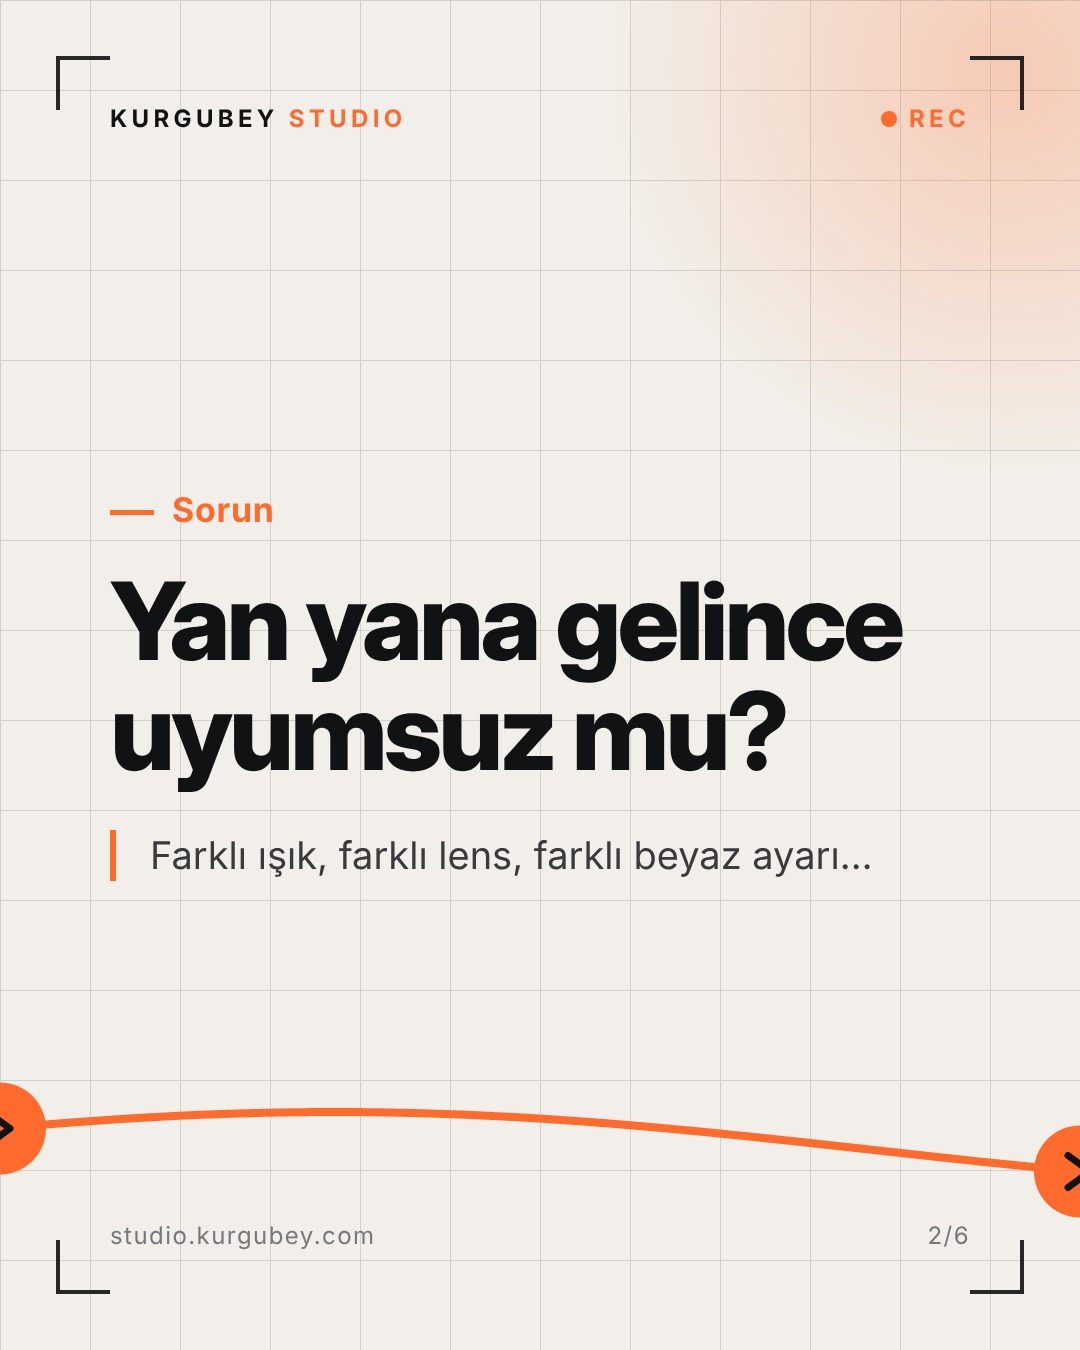 KURGUBEY STUDIO
REC
Sorun
Yan yana gelince
uyumsuz mu?
Farklı ışık, farklı lens, farklı beyaz ayarı...
studio.kurgubey.com
2/6